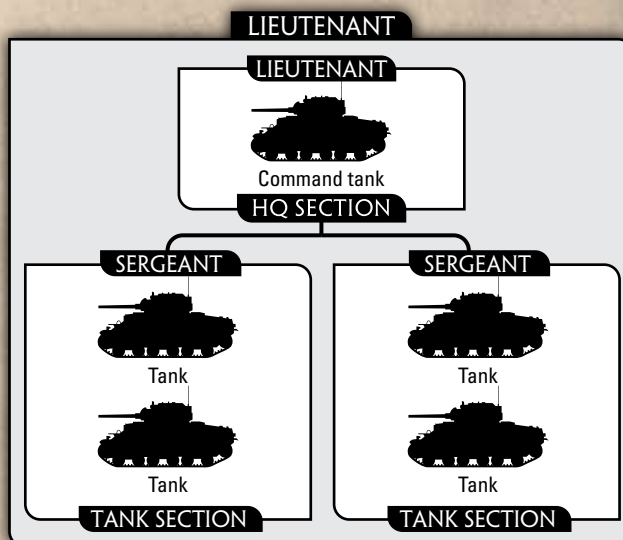 LIEUTENANT
LIEUTENANT
Command tank
HQ SECTION
SERGEANT
Tank
Tank
TANK SECTION
SERGEANT
Tank
Tank
TANK SECTION